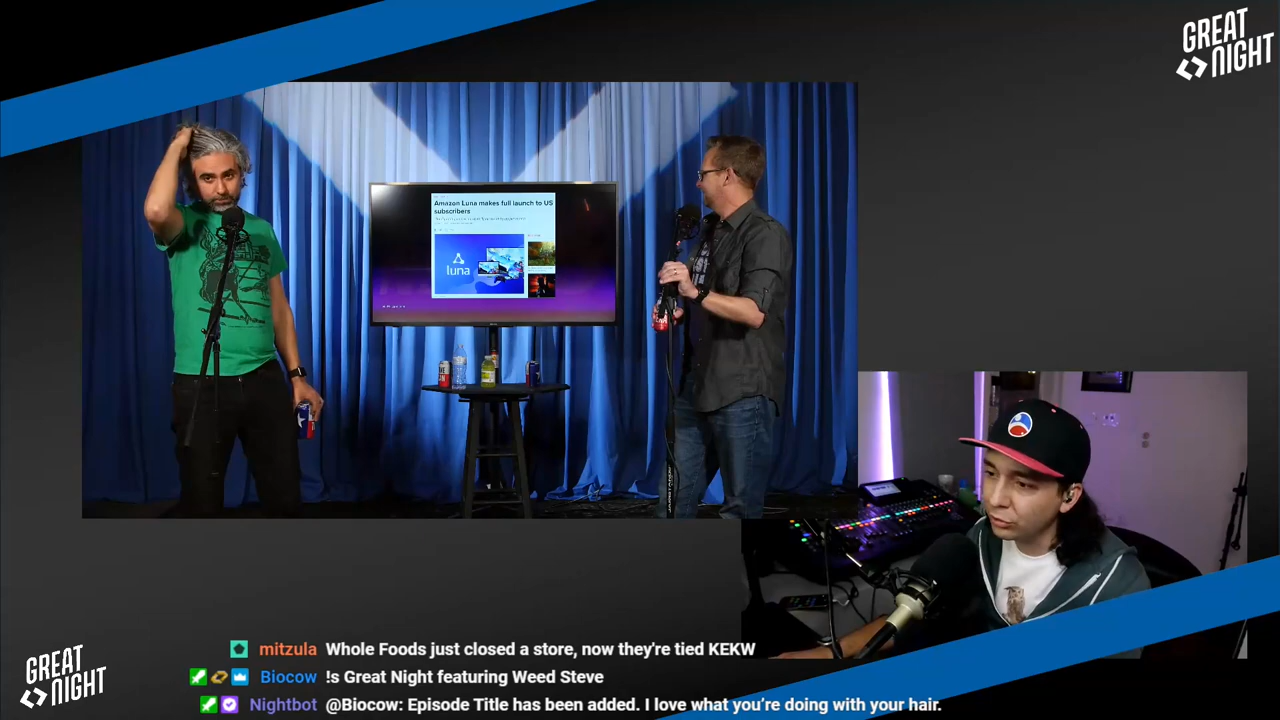 GREAT
NIGHT
Amazon Luna makes full launch to US
subscribers
luna
GREAT
NIGHT
mitzula Whole Foods just closed a store, now they're tied KEKW
Biocow !s Great Night featuring Weed Steve
Nightbot @Biocow: Episode Title has been added. I love what you're doing with your hair.